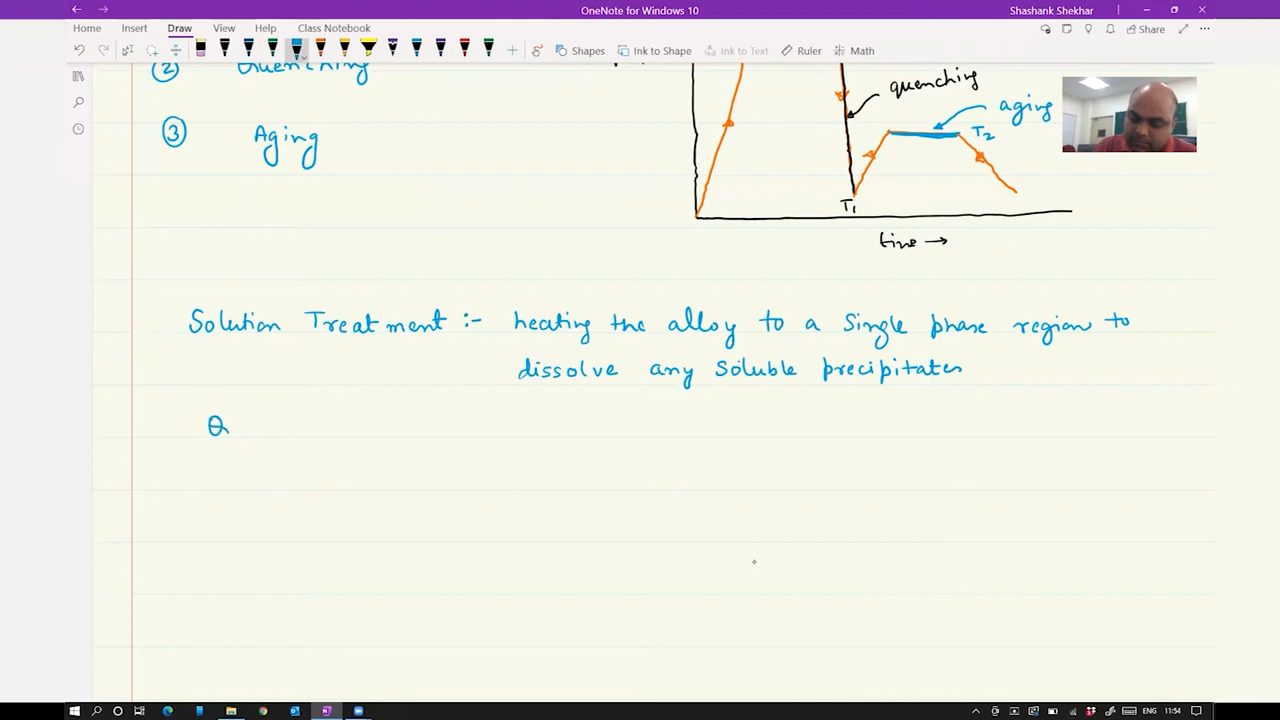 OneNote for Windows 10
Shashank Shekhar
Home Insert Draw View Help Class Notebook
Shapes Ink to Shape Ink to Text Ruler Math
Share
② Quenching
quenching
aging
③ Aging
T2
T1
time →
Solution Treatment :- heating the alloy to a single phase region to
dissolve any soluble precipitates
Q
ENG 11:54